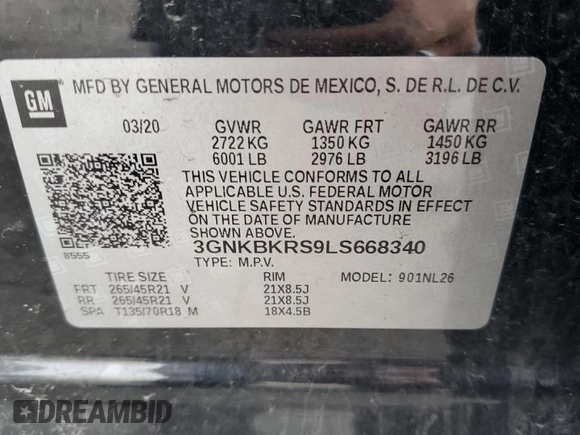 GM
MFD BY GENERAL MOTORS DE MEXICO, S. DE R.L. DE C.V.
03/20 GVWR GAWR FRT GAWR RR
2722 KG 1350 KG 1450 KG
6001 LB 2976 LB 3196 LB
THIS VEHICLE CONFORMS TO ALL
APPLICABLE U.S. FEDERAL MOTOR
VEHICLE SAFETY STANDARDS IN EFFECT
ON THE DATE OF MANUFACTURE
SHOWN ABOVE.
3GNKBKRS9LS668340
8555
TYPE: M.P.V.
TIRE SIZE RIM MODEL: 901NL26
FRT 265/45R21 V 21X8.5J
RR 265/45R21 V 21X8.5J
SPA T135/70R18 M 18X4.5B
DREAMBID